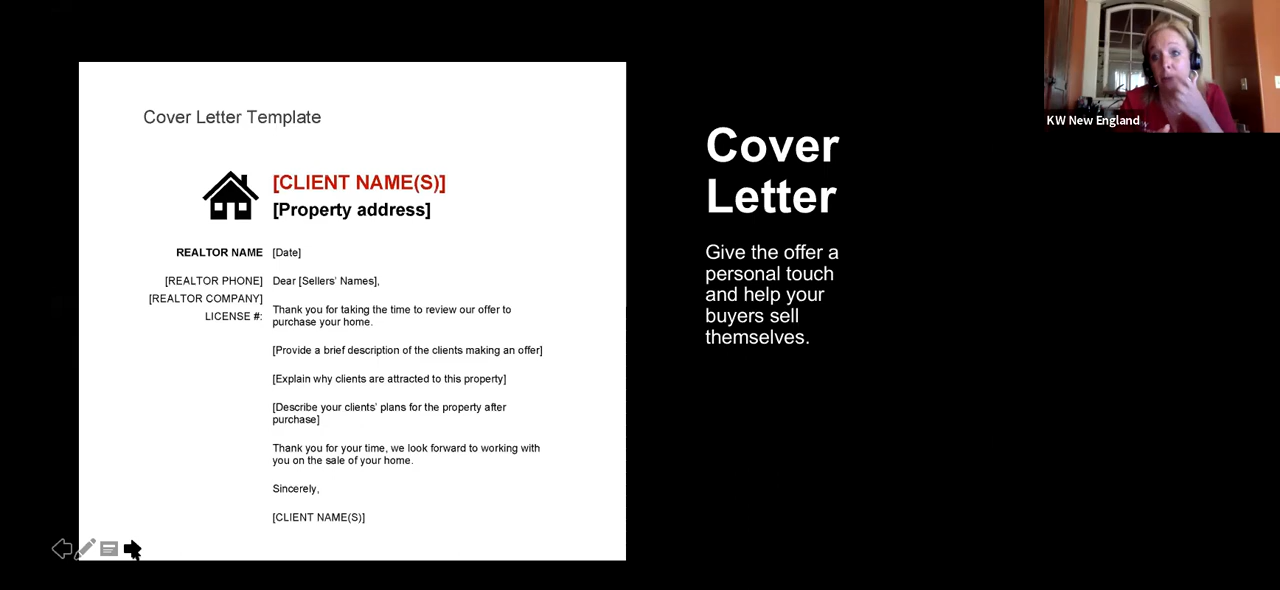 Cover Letter Template
[CLIENT NAME(S)]
[Property address]
REALTOR NAME
[REALTOR PHONE]
[REALTOR COMPANY]
LICENSE #:
[Date]
Dear [Sellers' Names],
Thank you for taking the time to review our offer to
purchase your home.
[Provide a brief description of the clients making an offer]
[Explain why clients are attracted to this property]
[Describe your clients' plans for the property after
purchase]
Thank you for your time, we look forward to working with
you on the sale of your home.
Sincerely,
[CLIENT NAME(S)]
Cover
Letter
Give the offer a
personal touch
and help your
buyers sell
themselves.
KW New England